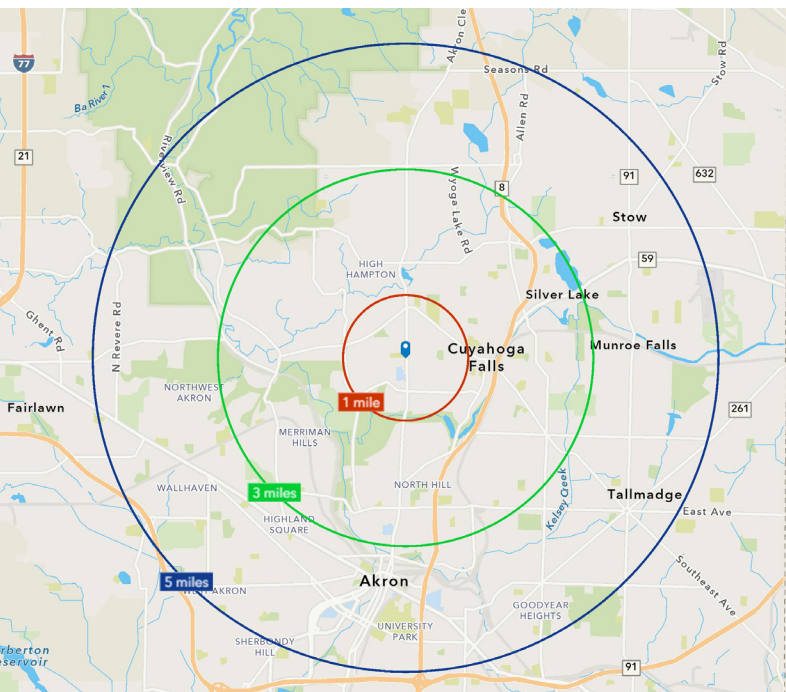 Akron Cle
Seasons Rd
Stow Rd
77
Ba River 1
Allen Rd
21
Riverview Rd
91
632
8
Wyoga Lake Rd
Stow
HIGH
HAMPTON
59
Silver Lake
Ghent Rd
N Revere Rd
Cuyahoga
Falls
Munroe Falls
NORTHWEST
AKRON
1 mile
Fairlawn
261
MERRIMAN
HILLS
WALLHAVEN
3 miles
NORTH HILL
Tallmadge
Kelsey Creek
East Ave
HIGHLAND
SQUARE
5 miles
AKRON
Akron
Southeast Ave
GOODYEAR
HEIGHTS
UNIVERSITY
PARK
SHERBONDY
HILL
rberton
eservoir
91